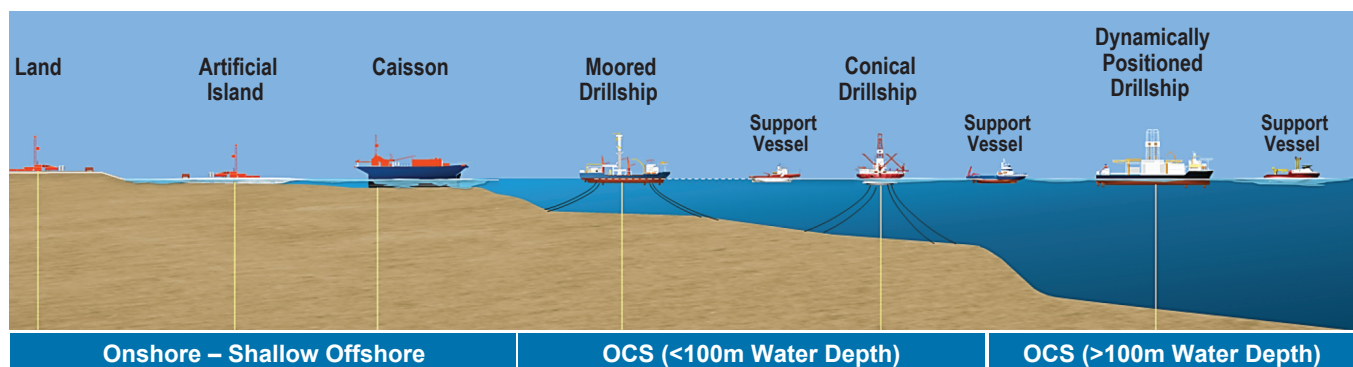 Land
Artificial
Island
Caisson
Moored
Drillship
Support
Vessel
Conical
Drillship
Support
Vessel
Dynamically
Positioned
Drillship
Support
Vessel
Onshore – Shallow Offshore
OCS (<100m Water Depth)
OCS (>100m Water Depth)